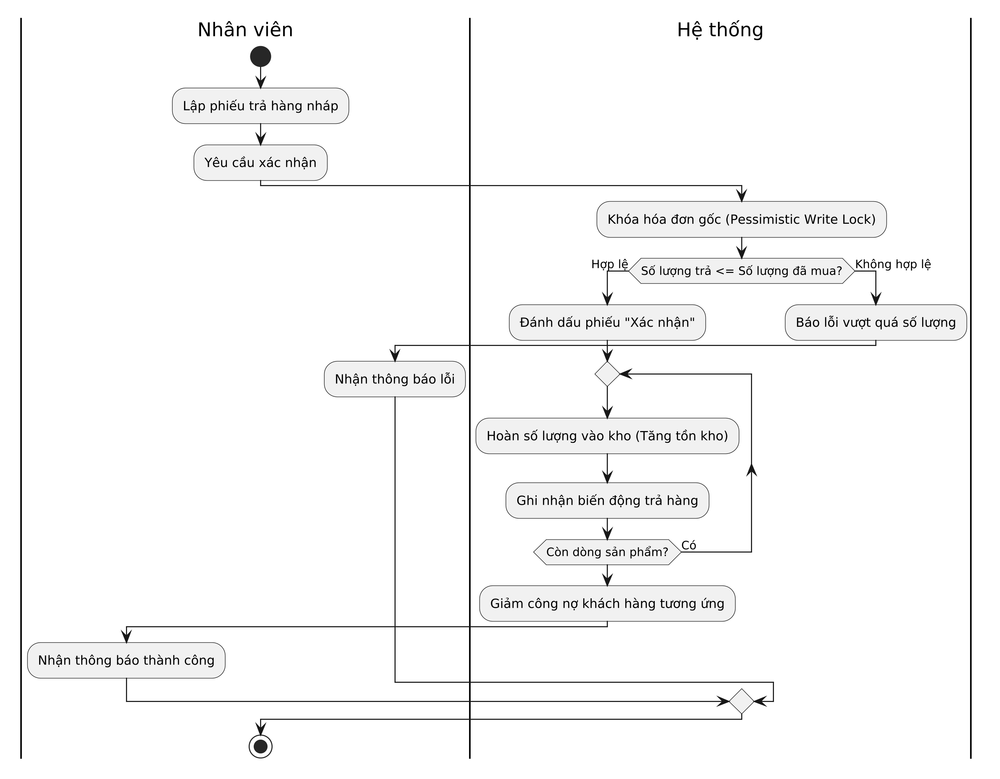 Nhân viên
Hệ thống
Lập phiếu trả hàng nháp
Yêu cầu xác nhận
Khóa hóa đơn gốc (Pessimistic Write Lock)
Hợp lệ
Số lượng trả <= Số lượng đã mua?
Không hợp lệ
Đánh dấu phiếu "Xác nhận"
Báo lỗi vượt quá số lượng
Nhận thông báo lỗi
Hoàn số lượng vào kho (Tăng tồn kho)
Ghi nhận biến động trả hàng
Còn dòng sản phẩm?
Có
Giảm công nợ khách hàng tương ứng
Nhận thông báo thành công